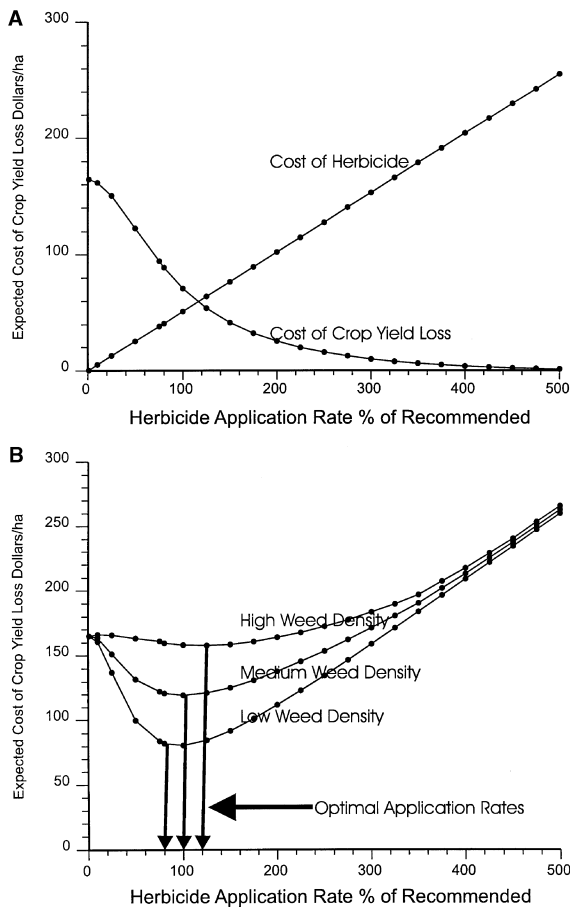 A
300
200
100
0
Expected Cost of Crop Yield Loss Dollars/ha
Cost of Herbicide
Cost of Crop Yield Loss
0 100 200 300 400 500
Herbicide Application Rate % of Recommended
B
300
250
200
150
100
50
0
Expected Cost of Crop Yield Loss Dollars/ha
High Weed Density
Medium Weed Density
Low Weed Density
Optimal Application Rates
0 100 200 300 400 500
Herbicide Application Rate % of Recommended